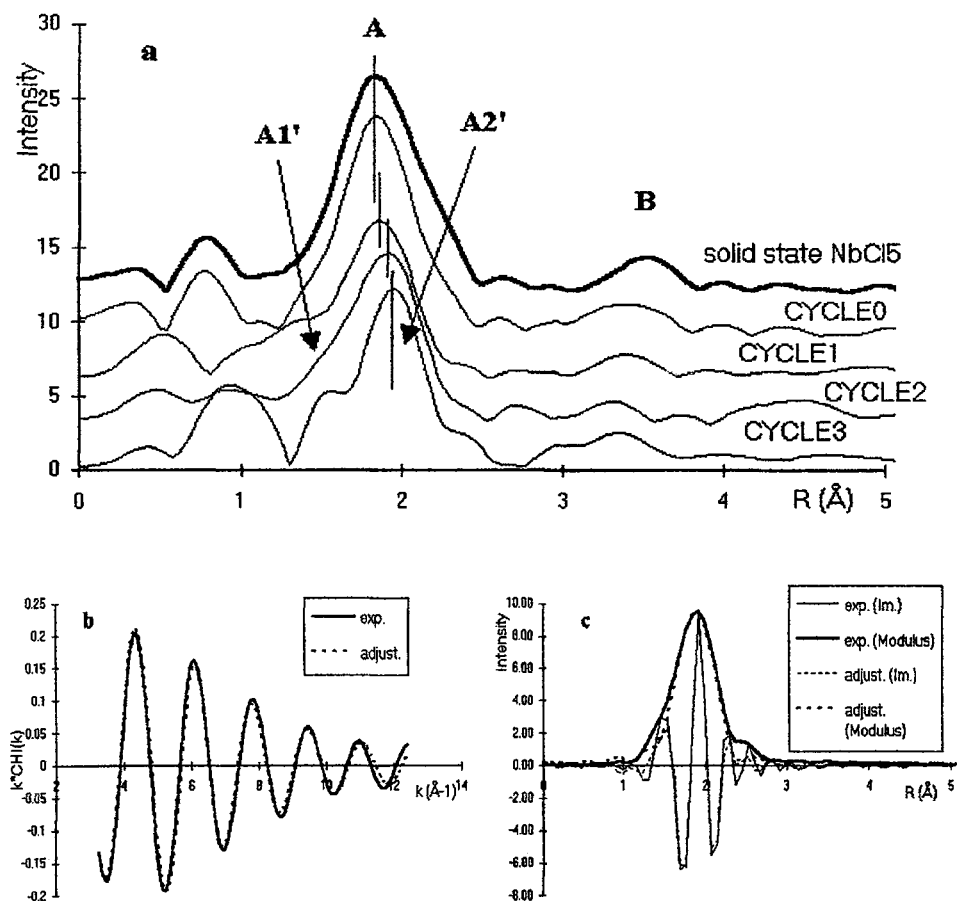 30
a
A
25
A1'
A2'
20
B
Intensity
15
solid state NbCl5
CYCLE0
10
CYCLE1
CYCLE2
5
CYCLE3
0
0 1 2 3 4 5
R (Å)
b
exp.
adjust.
0.25
0.2
0.15
0.1
0.05
0
-0.05
-0.1
-0.15
-0.2
k*CHI(k)
2 4 6 8 10 12 14
k (Å-1)
c
exp. (Im.)
exp. (Modulus)
adjust. (Im.)
adjust.
(Modulus)
10.00
8.00
6.00
4.00
2.00
0.00
-2.00
-4.00
-6.00
-8.00
Intensity
0 1 2 3 4 5
R (Å)